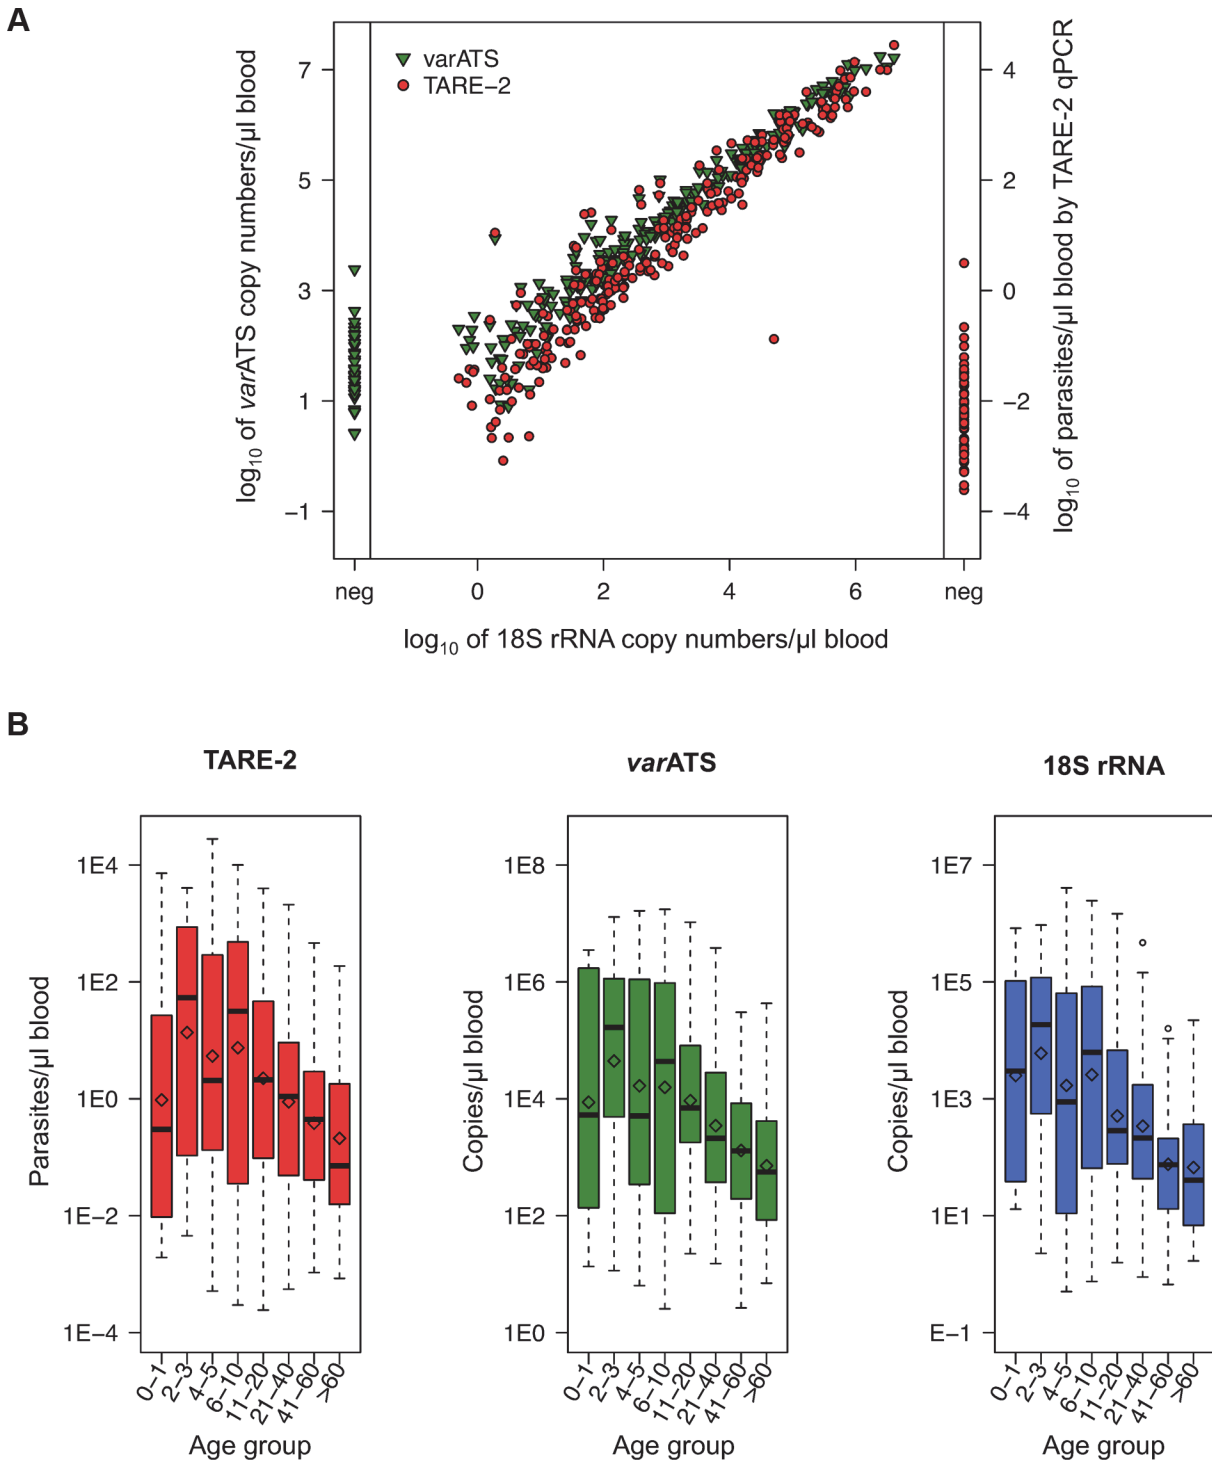 A
log10 of varATS copy numbers/µl blood
7
5
3
1
−1
varATS
TARE−2
4
2
0
−2
−4
log10 of parasites/µl blood by TARE-2 qPCR
neg 0 2 4 6 neg
log10 of 18S rRNA copy numbers/µl blood
B
TARE-2
Parasites/µl blood
1E4
1E2
1E0
1E−2
1E−4
0−1 2−3 4−5 6−10 11−20 21−40 41−60 >60
Age group
varATS
Copies/µl blood
1E8
1E6
1E4
1E2
1E0
0−1 2−3 4−5 6−10 11−20 21−40 41−60 >60
Age group
18S rRNA
Copies/µl blood
1E7
1E5
1E3
1E1
E−1
0−1 2−3 4−5 6−10 11−20 21−40 41−60 >60
Age group